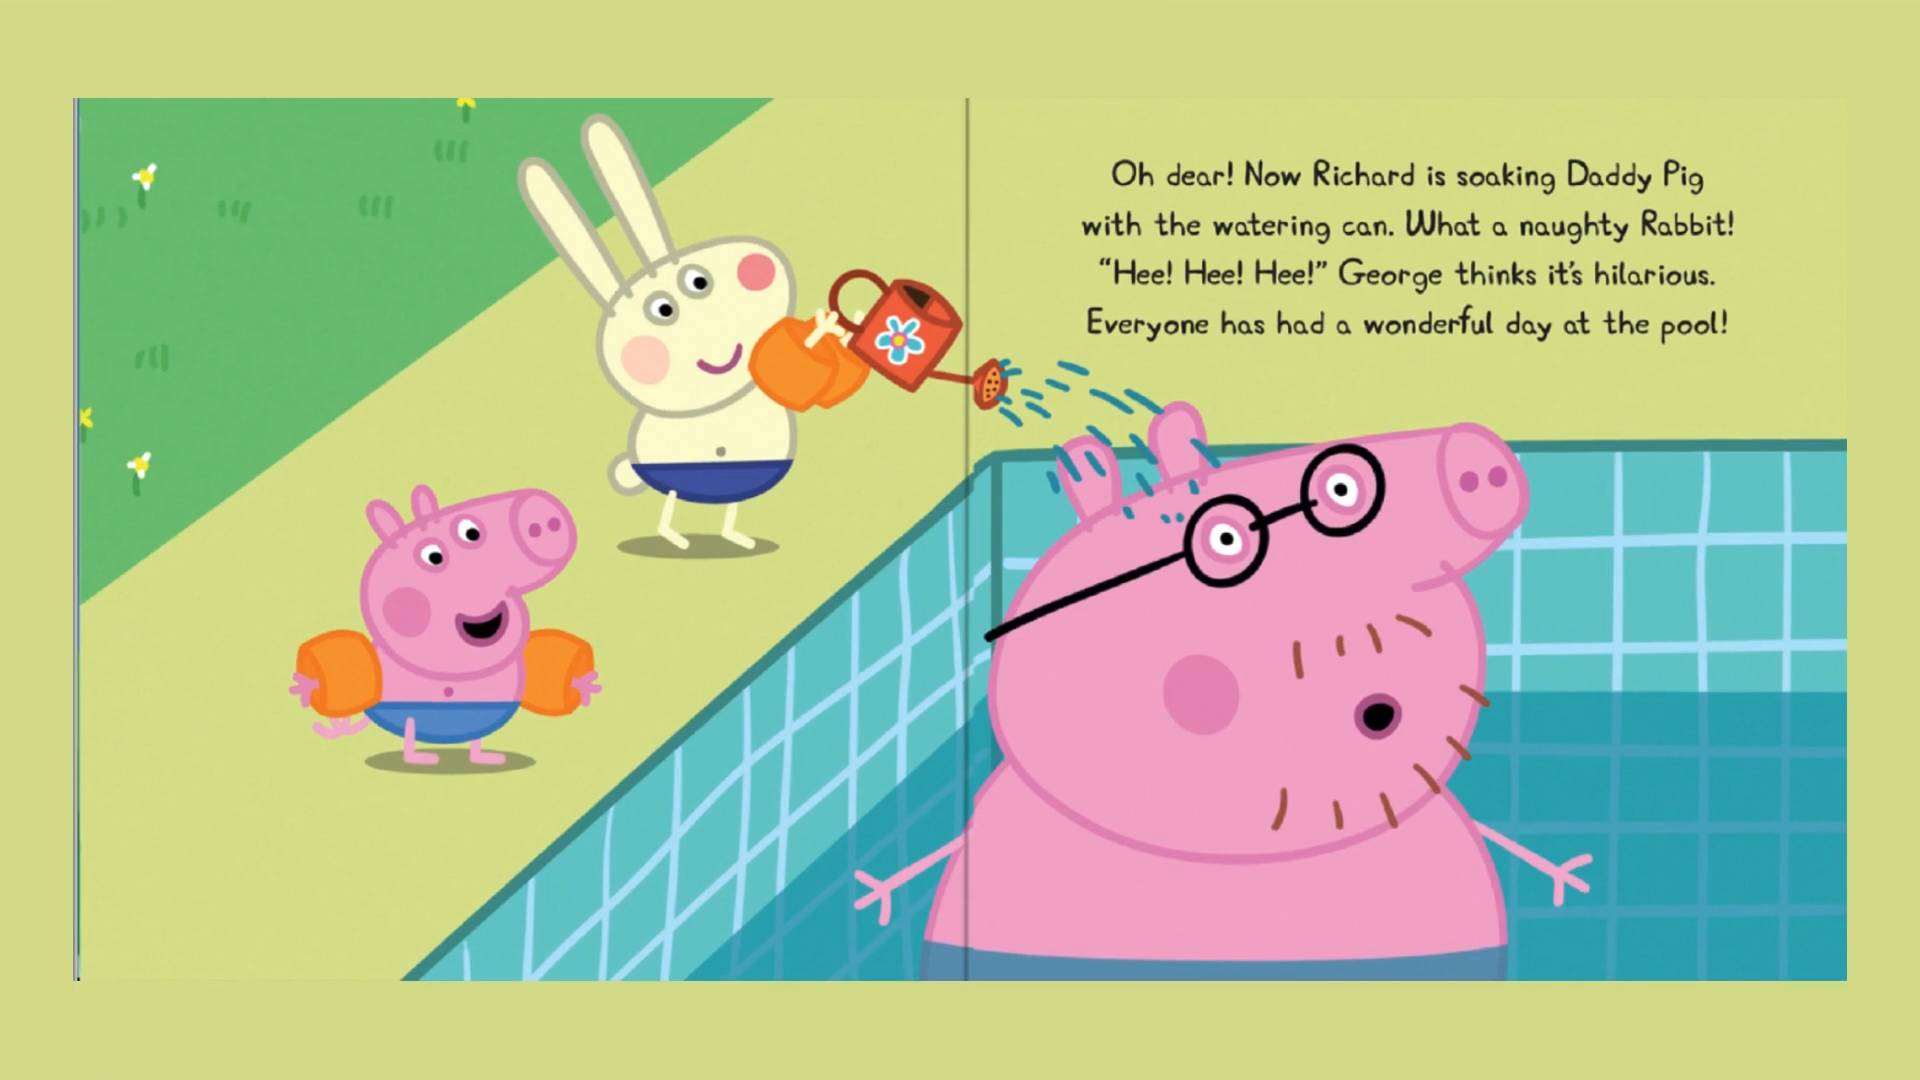 Oh dear! Now Richard is soaking Daddy Pig
with the watering can. What a naughty Rabbit!
“Hee! Hee! Hee!” George thinks it’s hilarious.
Everyone has had a wonderful day at the pool!